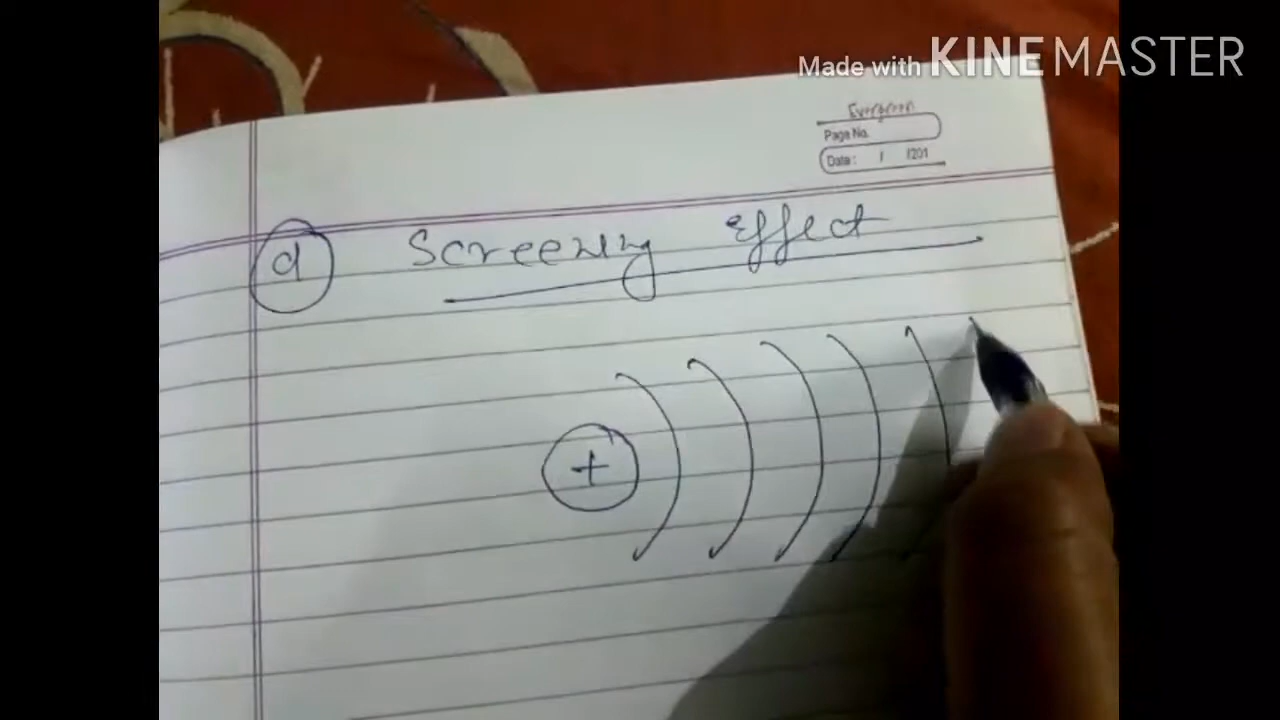 Made with KINEMASTER
Evergreen
Page No.
Date : / /201
d Screening Effect
+